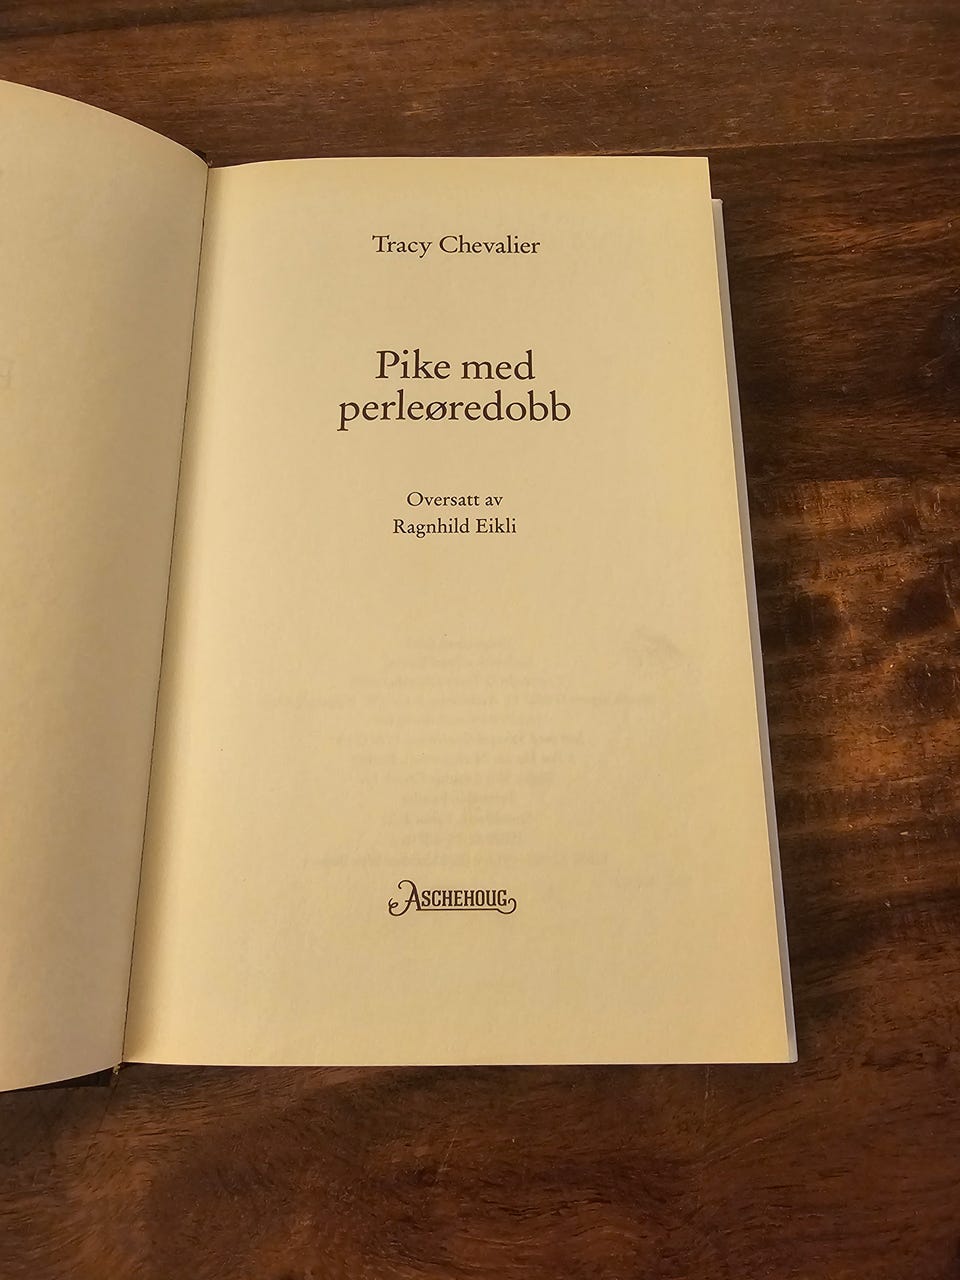 Tracy Chevalier
Pike med
perleøredobb
Oversatt av
Ragnhild Eikli
ASCHEHOUG